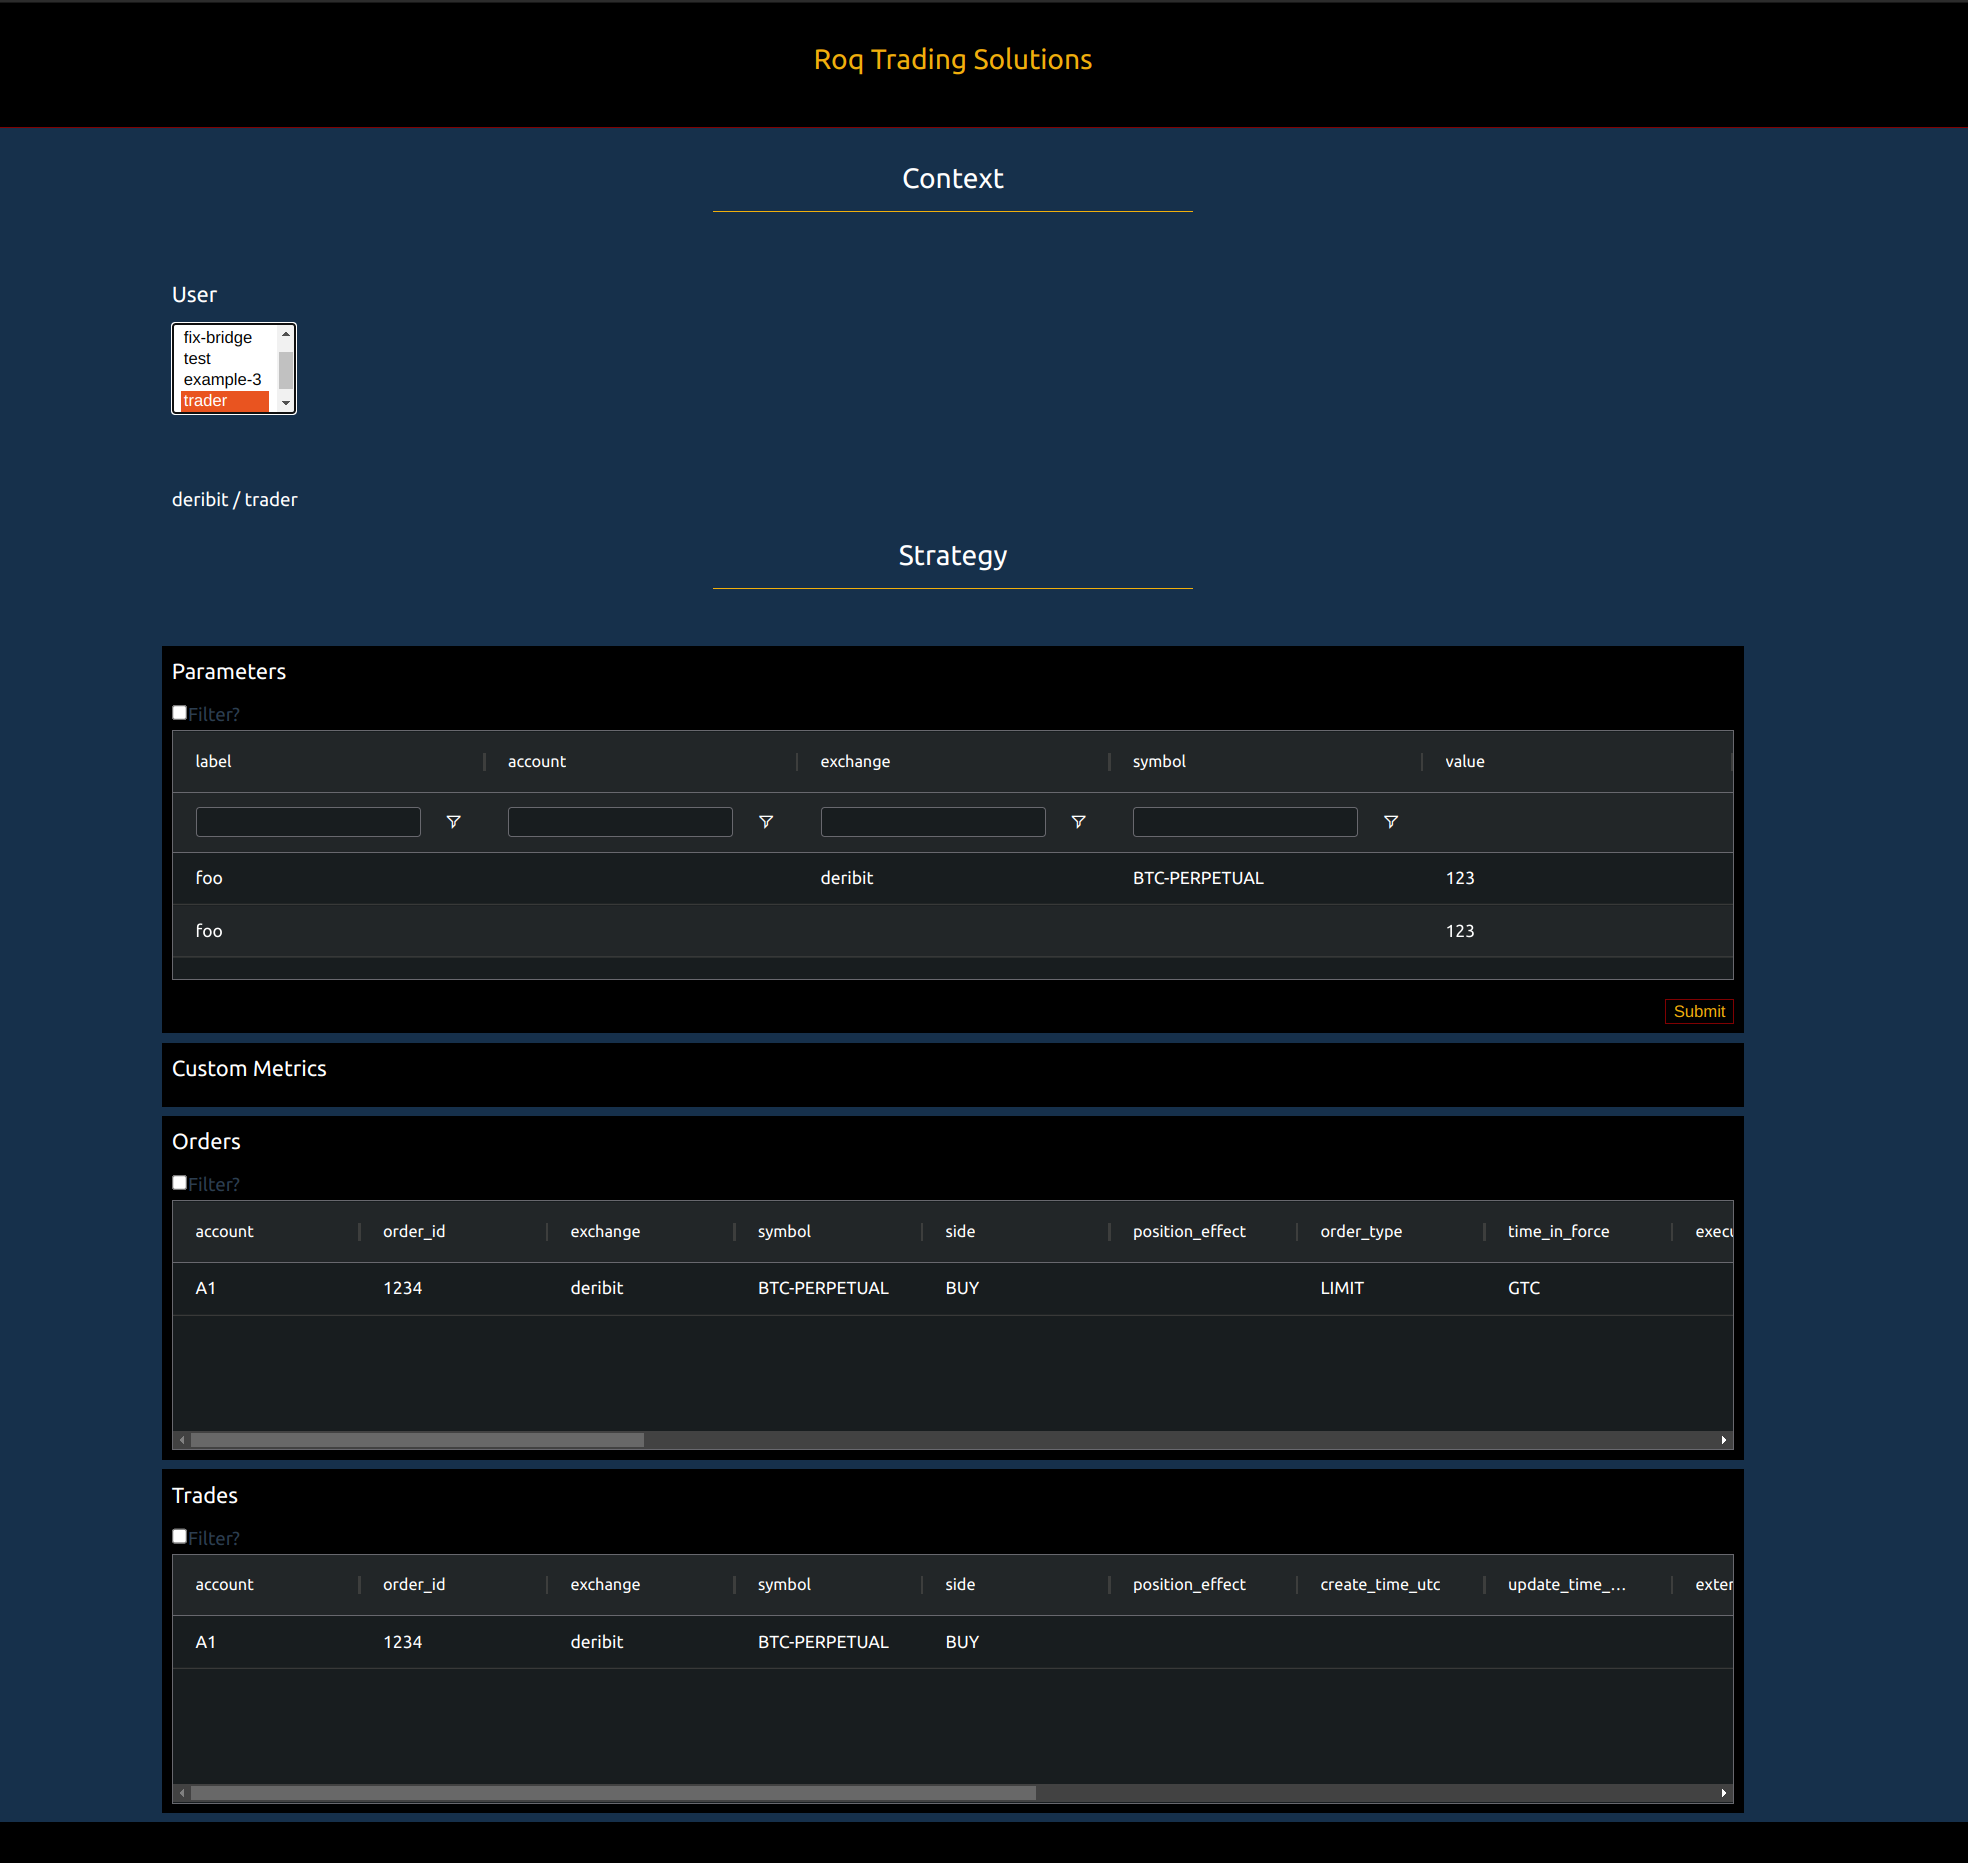 Roq Trading Solutions
Context
User
fix-bridge
test
example-3
trader
deribit / trader
Strategy
Parameters
Filter?
label account exchange symbol value
foo deribit BTC-PERPETUAL 123
foo 123
Submit
Custom Metrics
Orders
Filter?
account order_id exchange symbol side position_effect order_type time_in_force execu
A1 1234 deribit BTC-PERPETUAL BUY LIMIT GTC
Trades
Filter?
account order_id exchange symbol side position_effect create_time_utc update_time_... exter
A1 1234 deribit BTC-PERPETUAL BUY